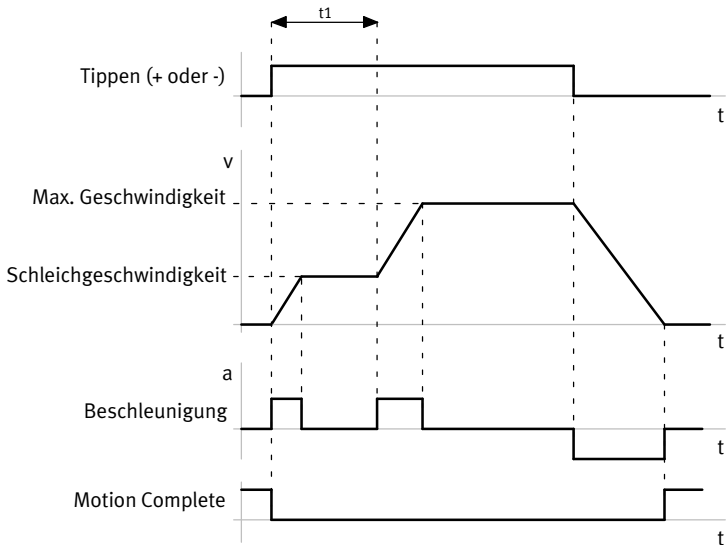 t1
Tippen (+ oder -)
t
v
Max. Geschwindigkeit
Schleichgeschwindigkeit
t
a
Beschleunigung
t
Motion Complete
t